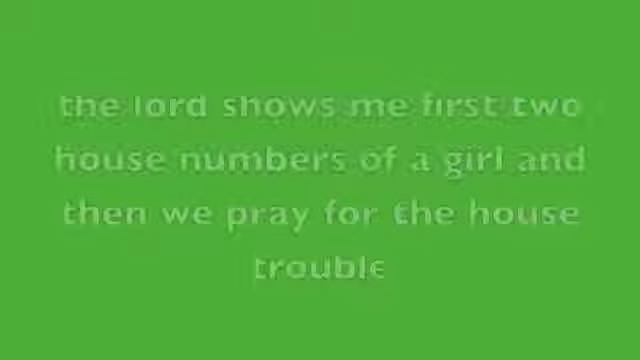 the lord shows me first two
house numbers of a girl and
then we pray for the house
trouble